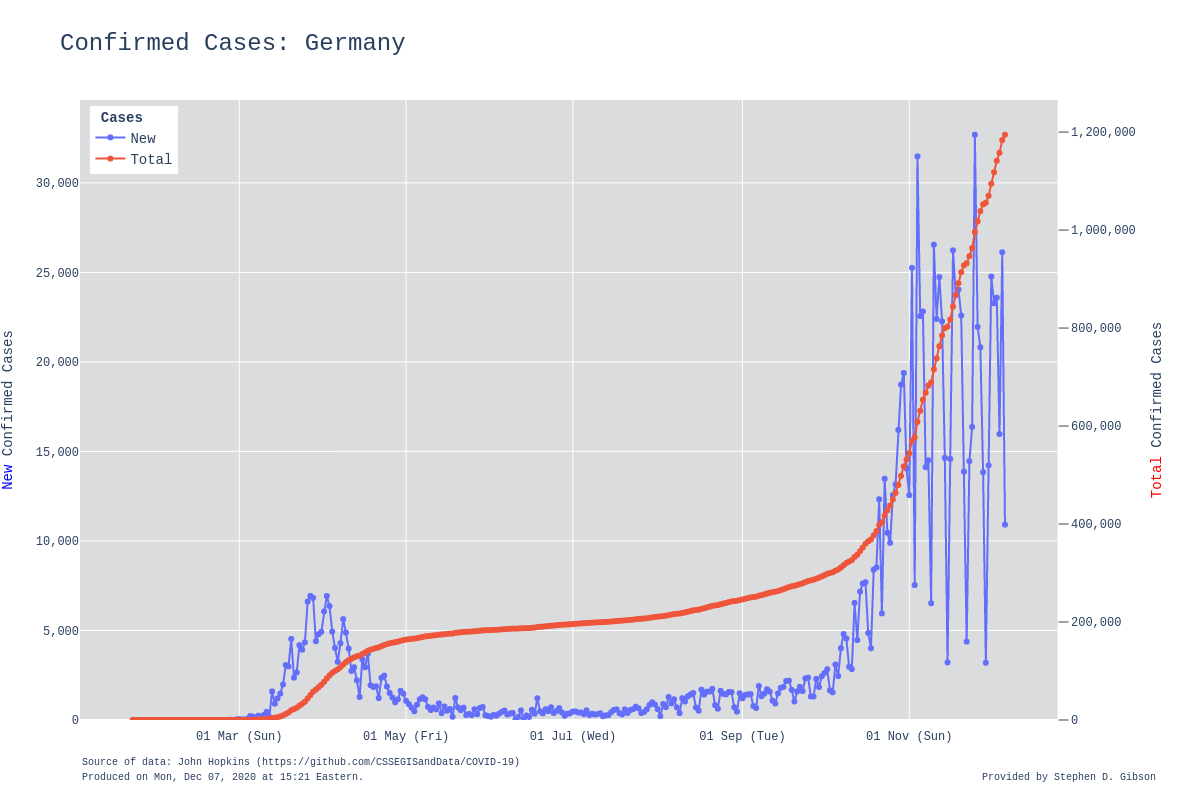 Confirmed Cases: Germany
Cases
New
Total
30,000
25,000
20,000
15,000
10,000
5,000
0
1,200,000
1,000,000
800,000
600,000
400,000
200,000
0
New Confirmed Cases
Total Confirmed Cases
01 Mar (Sun)
01 May (Fri)
01 Jul (Wed)
01 Sep (Tue)
01 Nov (Sun)
Source of data: John Hopkins (https://github.com/CSSEGISandData/COVID-19)
Produced on Mon, Dec 07, 2020 at 15:21 Eastern.
Provided by Stephen D. Gibson